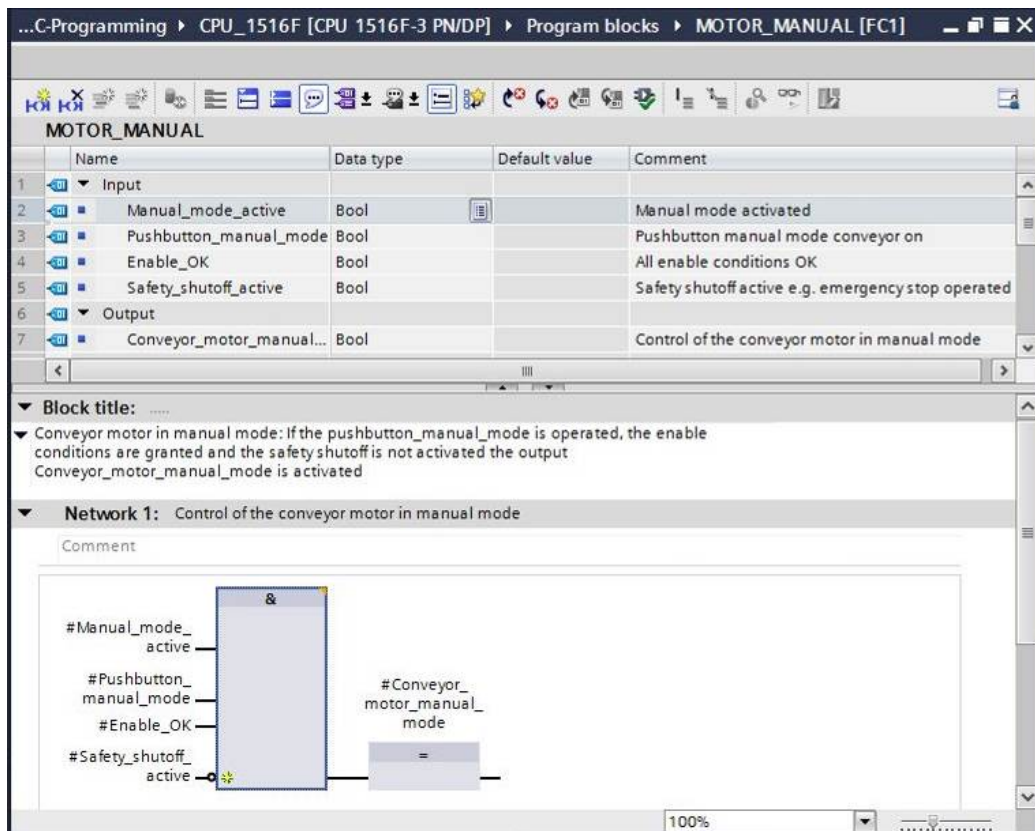 ...C-Programming ▸ CPU_1516F [CPU 1516F-3 PN/DP] ▸ Program blocks ▸ MOTOR_MANUAL [FC1]
MOTOR_MANUAL
Name Data type Default value Comment
1 Input
2 Manual_mode_active Bool Manual mode activated
3 Pushbutton_manual_mode Bool Pushbutton manual mode conveyor on
4 Enable_OK Bool All enable conditions OK
5 Safety_shutoff_active Bool Safety shutoff active e.g. emergency stop operated
6 Output
7 Conveyor_motor_manual... Bool Control of the conveyor motor in manual mode
Block title: .....
Conveyor motor in manual mode: If the pushbutton_manual_mode is operated, the enable
conditions are granted and the safety shutoff is not activated the output
Conveyor_motor_manual_mode is activated
Network 1: Control of the conveyor motor in manual mode
Comment
&
#Manual_mode_
active
#Pushbutton_
manual_mode
#Enable_OK
#Safety_shutoff_
active
#Conveyor_
motor_manual_
mode
=
100%